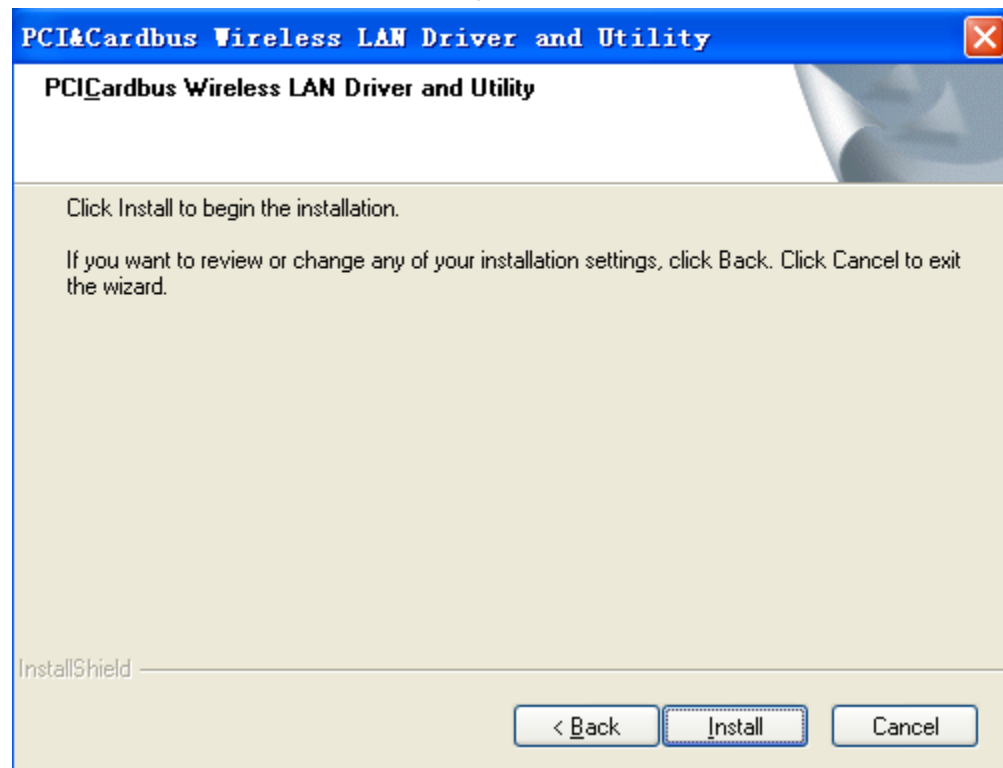 PCI&Cardbus Wireless LAN Driver and Utility
PCICardbus Wireless LAN Driver and Utility
Click Install to begin the installation.
If you want to review or change any of your installation settings, click Back. Click Cancel to exit
the wizard.
InstallShield
< Back Install Cancel